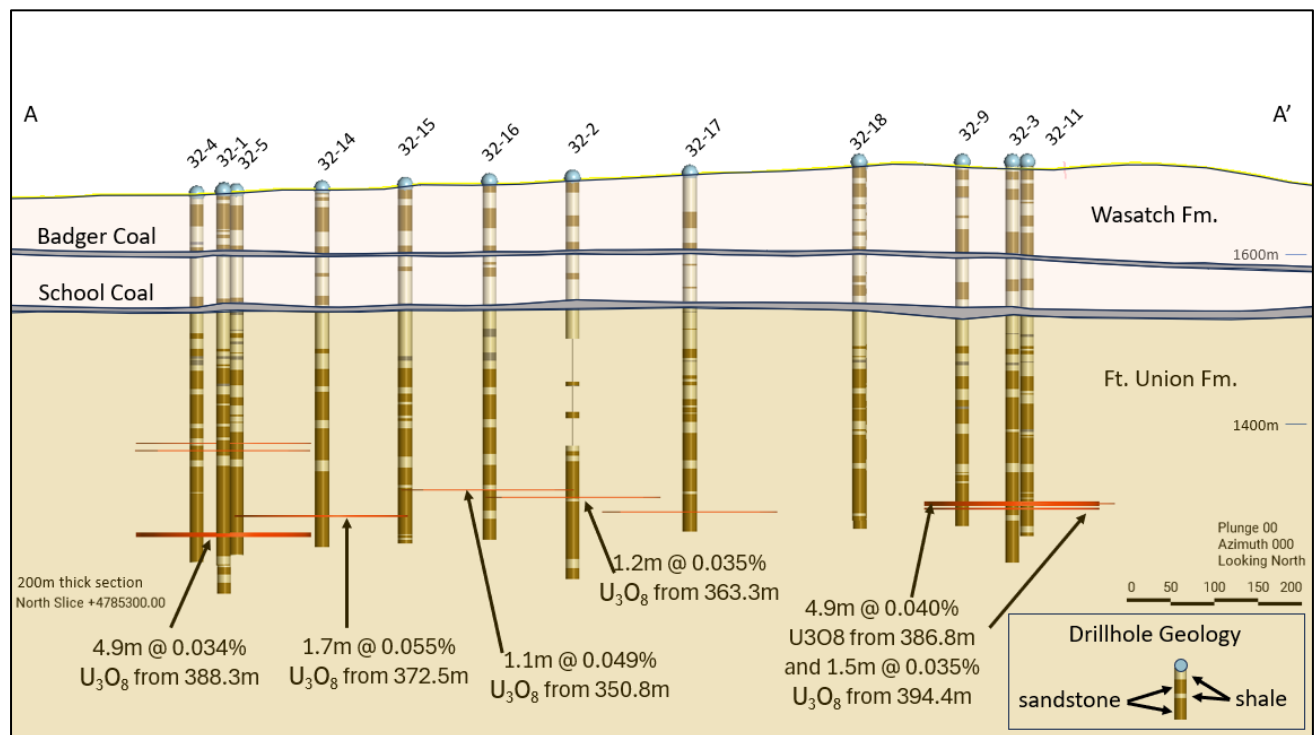 A
A'
32-4
32-1
32-5
32-14
32-15
32-16
32-2
32-17
32-18
32-9
32-3
32-11
Badger Coal
Wasatch Fm.
1600m
School Coal
Ft. Union Fm.
1400m
200m thick section
North Slice +4785300.00
4.9m @ 0.034%
U₃O₈ from 388.3m
1.7m @ 0.055%
U₃O₈ from 372.5m
1.1m @ 0.049%
U₃O₈ from 350.8m
1.2m @ 0.035%
U₃O₈ from 363.3m
4.9m @ 0.040%
U3O8 from 386.8m
and 1.5m @ 0.035%
U₃O₈ from 394.4m
Plunge 00
Azimuth 000
Looking North
0 50 100 150 200
Drillhole Geology
sandstone
shale